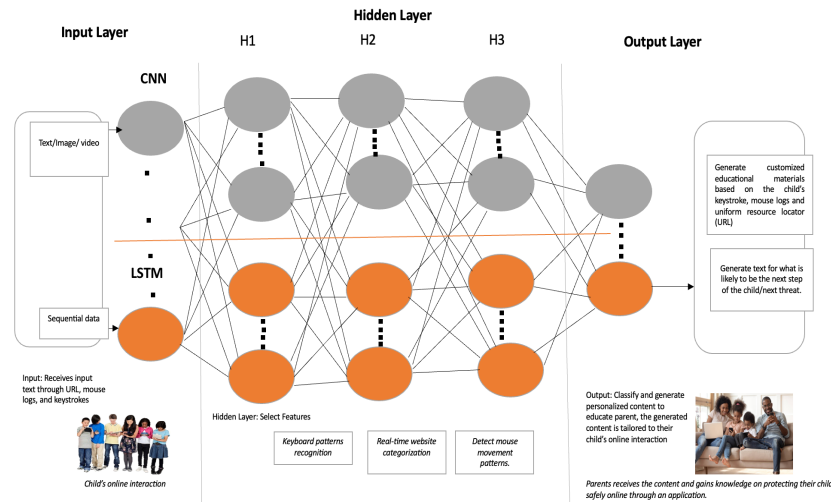 Hidden Layer
Input Layer
H1
H2
H3
Output Layer
CNN
Text/Image/ video
Generate customized
educational materials
based on the child's
keystroke, mouse logs and
uniform resource locator
(URL)
LSTM
Generate text for what is
likely to be the next step
of the child/next threat.
Sequential data
Input: Receives input
text through URL, mouse
logs, and keystrokes
Hidden Layer: Select Features
Keyboard patterns
recognition
Real-time website
categorization
Detect mouse
movement
patterns.
Output: Classify and generate
personalized content to
educate parent, the generated
content is tailored to their
child's online interaction
Child's online interaction
Parents receives the content and gains knowledge on protecting their child
safely online through an application.